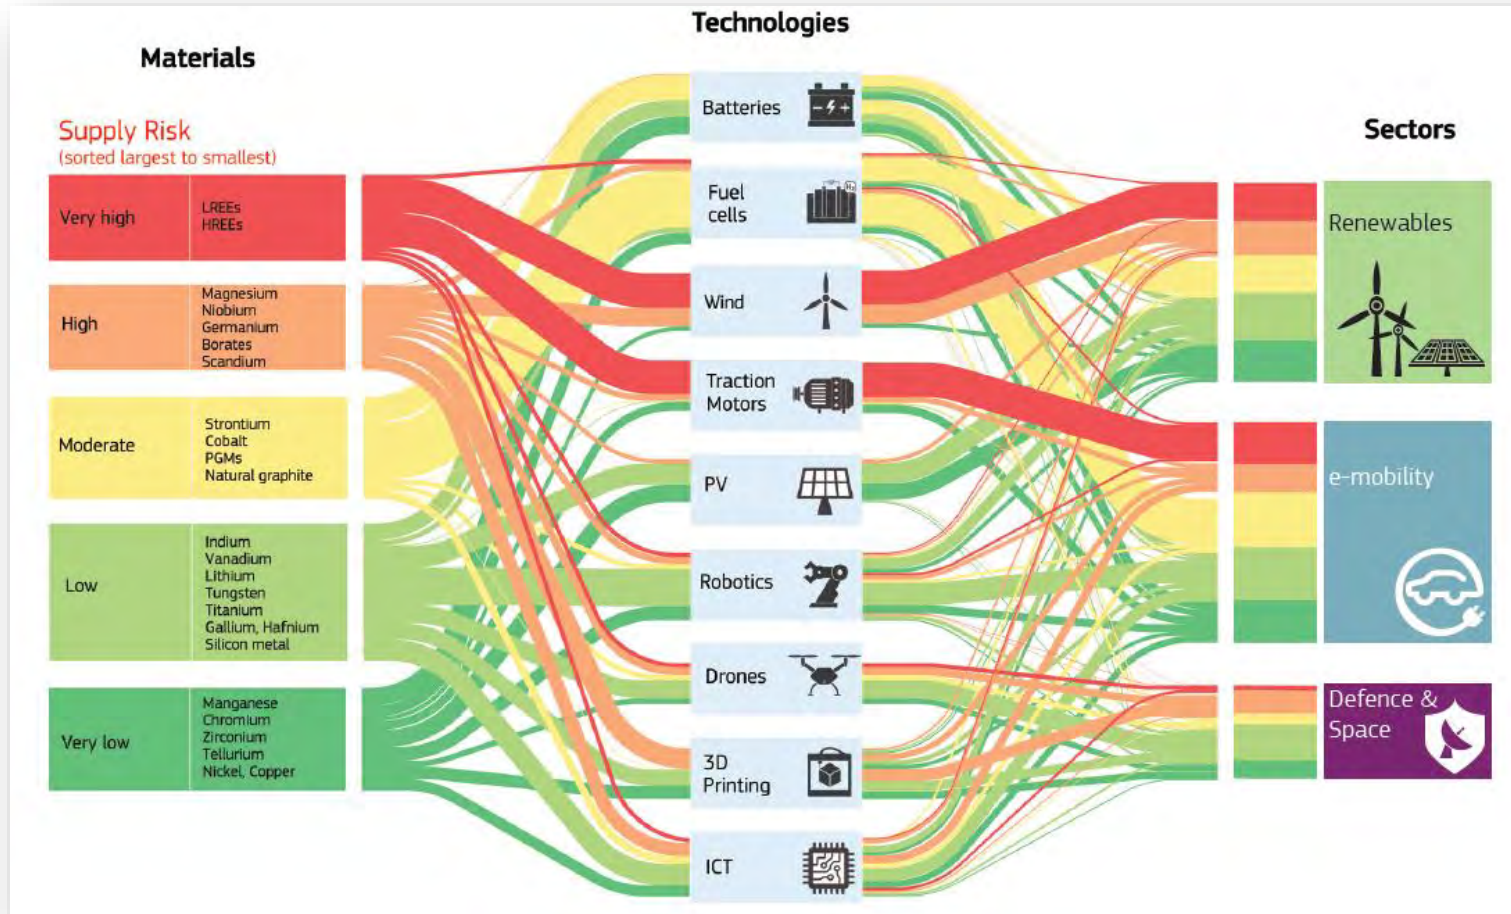 Technologies
Materials
Sectors
Supply Risk
(sorted largest to smallest)
Very high
LREEs
HREEs
High
Magnesium
Niobium
Germanium
Borates
Scandium
Moderate
Strontium
Cobalt
PGMs
Natural graphite
Low
Indium
Vanadium
Lithium
Tungsten
Titanium
Gallium, Hafnium
Silicon metal
Very low
Manganese
Chromium
Zirconium
Tellurium
Nickel, Copper
Batteries
Fuel
cells
H₂
Wind
Traction
Motors
PV
Robotics
Drones
3D
Printing
ICT
Renewables
e-mobility
Defence &
Space